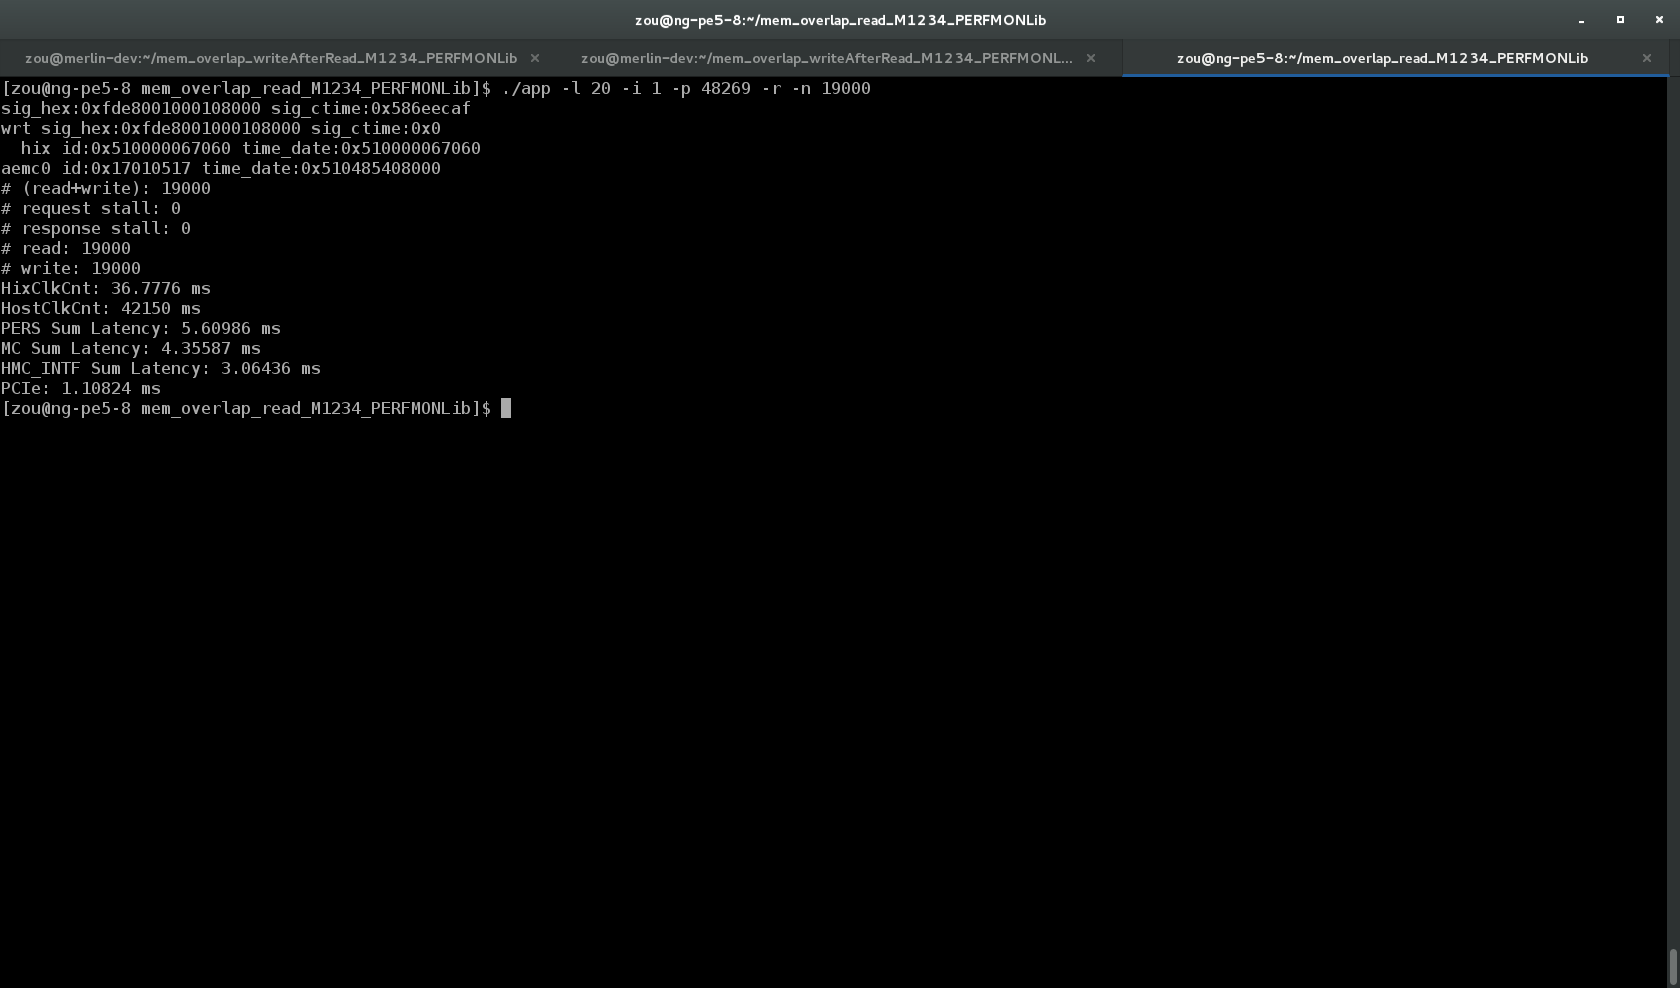 zou@ng-pe5-8:~/mem_overlap_read_M1234_PERFMONLib
zou@merlin-dev:~/mem_overlap_writeAfterRead_M1234_PERFMONLib
zou@merlin-dev:~/mem_overlap_writeAfterRead_M1234_PERFMONL...
zou@ng-pe5-8:~/mem_overlap_read_M1234_PERFMONLib
[zou@ng-pe5-8 mem_overlap_read_M1234_PERFMONLib]$ ./app -l 20 -i 1 -p 48269 -r -n 19000
sig_hex:0xfde8001000108000 sig_ctime:0x586eecaf
wrt sig_hex:0xfde8001000108000 sig_ctime:0x0
hix id:0x510000067060 time_date:0x510000067060
aemc0 id:0x17010517 time_date:0x510485408000
# (read+write): 19000
# request stall: 0
# response stall: 0
# read: 19000
# write: 19000
HixClkCnt: 36.7776 ms
HostClkCnt: 42150 ms
PERS Sum Latency: 5.60986 ms
MC Sum Latency: 4.35587 ms
HMC_INTF Sum Latency: 3.06436 ms
PCIe: 1.10824 ms
[zou@ng-pe5-8 mem_overlap_read_M1234_PERFMONLib]$